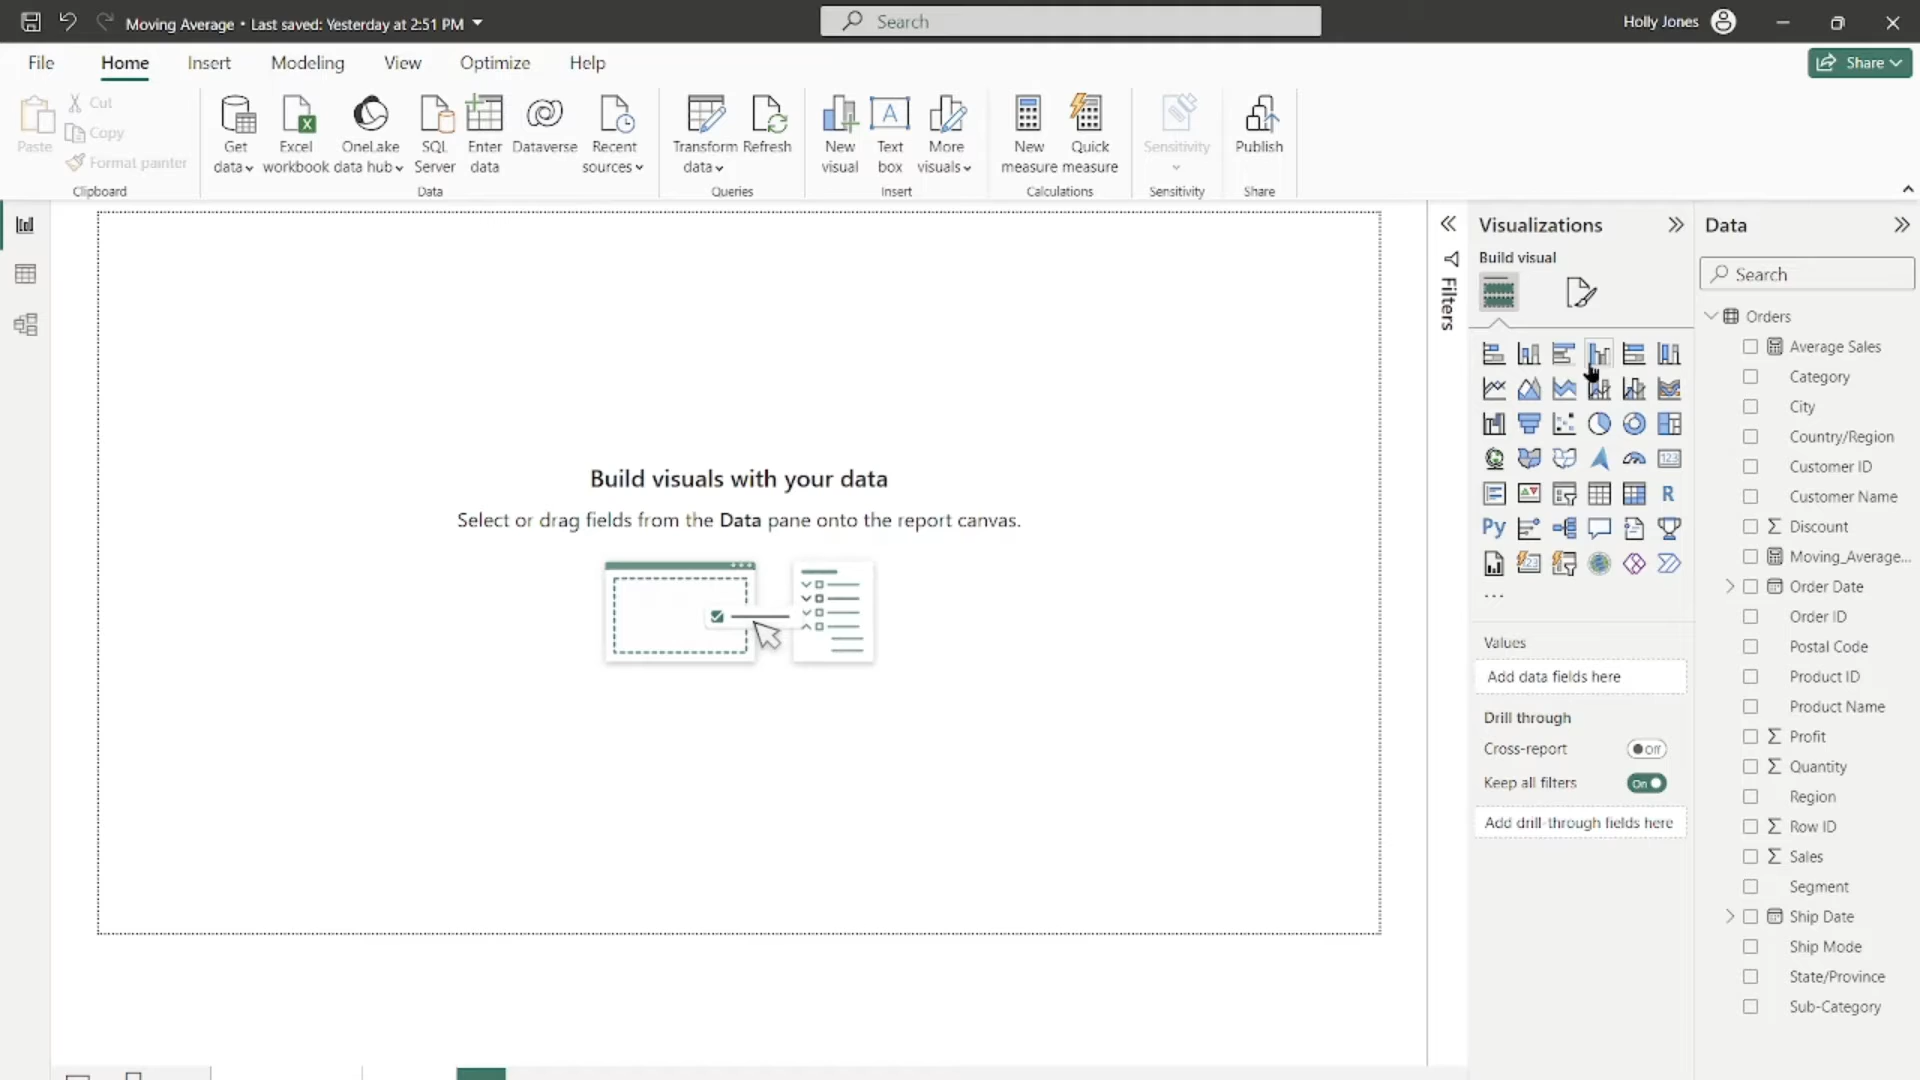 Moving Average • Last saved: Yesterday at 2:51 PM
Search
Holly Jones
File
Home
Insert
Modeling
View
Optimize
Help
Share
Paste
Cut
Copy
Format painter
Clipboard
Get data
Excel workbook
OneLake data hub
SQL Server
Enter data
Dataverse
Recent sources
Data
Transform data
Refresh
Queries
New visual
Text box
More visuals
Insert
New measure
Quick measure
Calculations
Sensitivity
Sensitivity
Publish
Share
Build visuals with your data
Select or drag fields from the Data pane onto the report canvas.
Filters
Visualizations
Build visual
123
R
Py
123
...
Values
Add data fields here
Drill through
Cross-report
Off
Keep all filters
On
Add drill-through fields here
Data
Search
Orders
Average Sales
Category
City
Country/Region
Customer ID
Customer Name
Discount
Moving_Average...
Order Date
Order ID
Postal Code
Product ID
Product Name
Profit
Quantity
Region
Row ID
Sales
Segment
Ship Date
Ship Mode
State/Province
Sub-Category